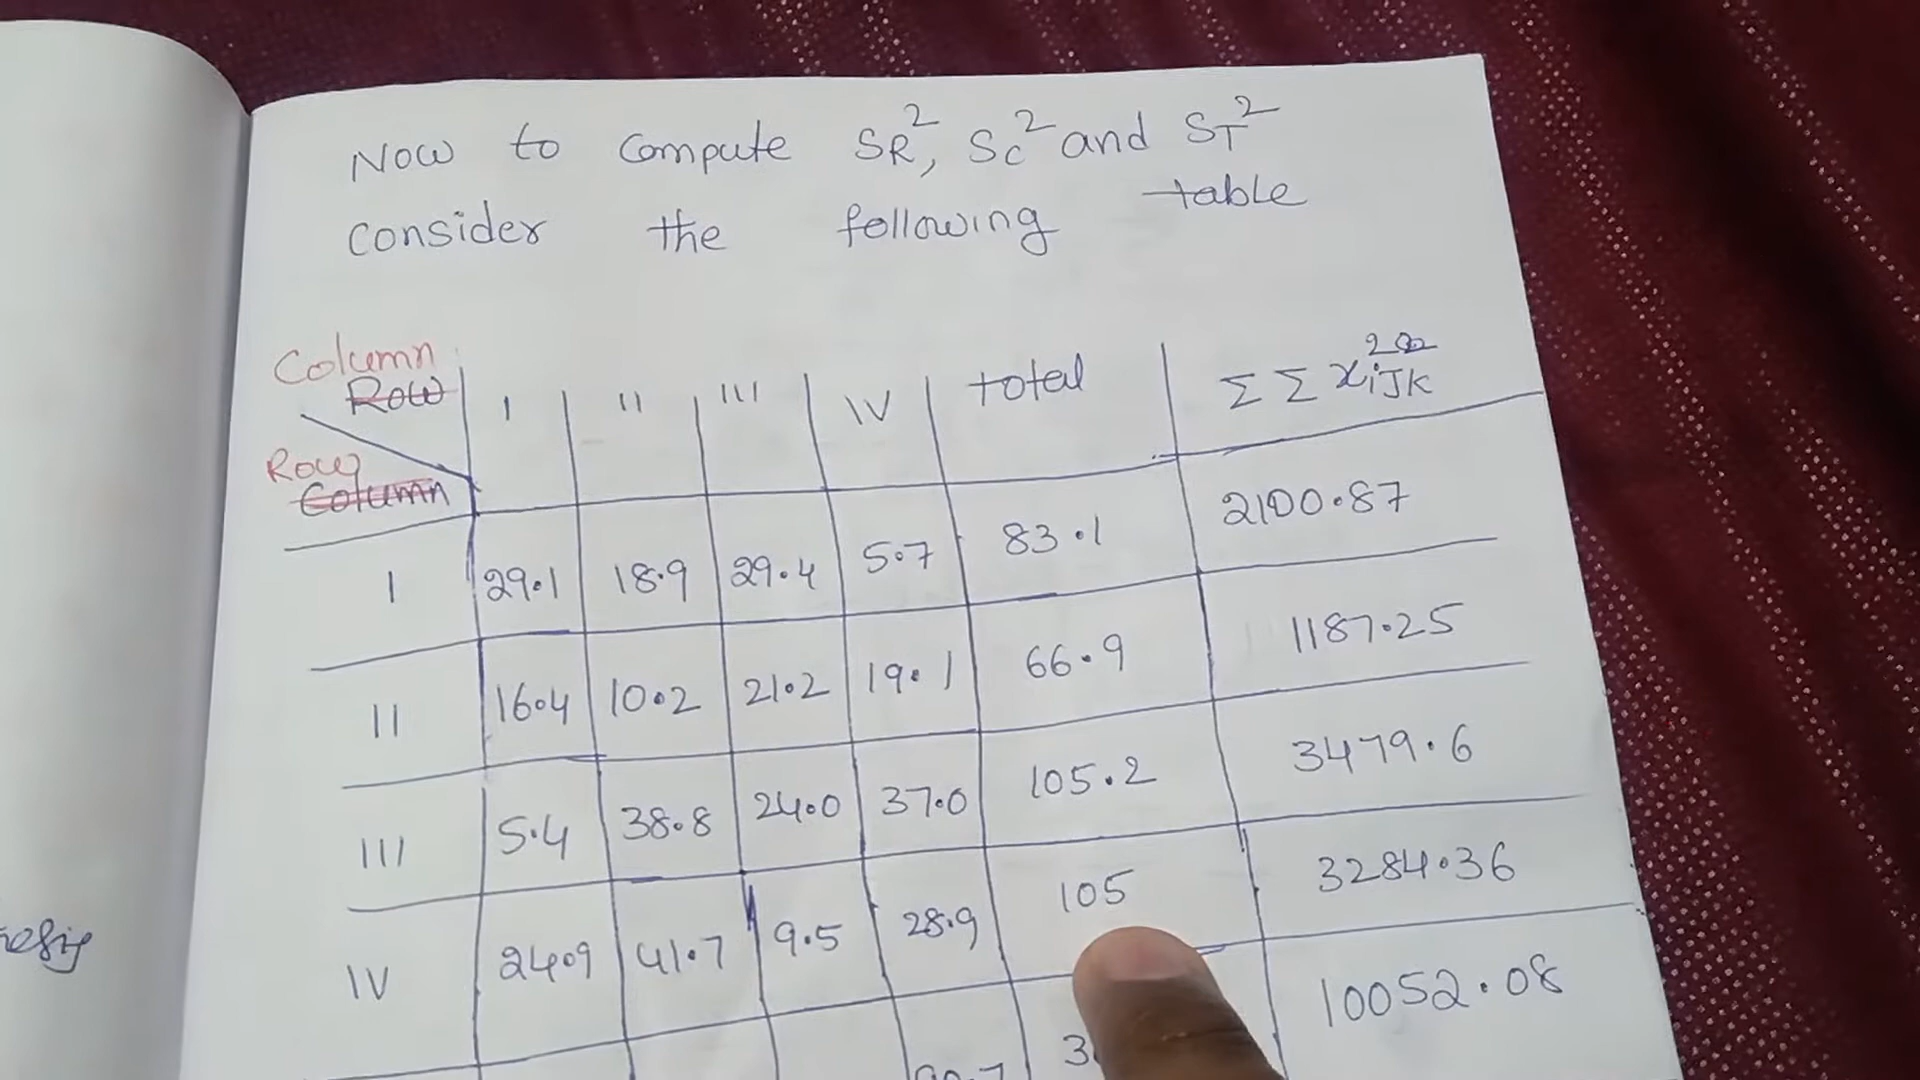 Now to compute SR², SC² and ST²
consider the following table
Column
Row
Row
Column
I II III IV total ΣΣx²ijk
I 29.1 18.9 29.4 5.7 83.1 2100.87
II 16.4 10.2 21.2 19.1 66.9 1187.25
III 5.4 38.8 24.0 37.0 105.2 3479.6
IV 24.9 41.7 9.5 28.9 105 3284.36
10052.08